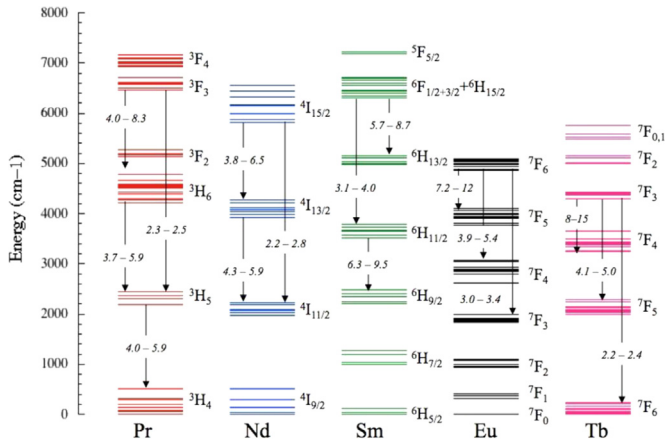 8000
7000
6000
5000
4000
3000
2000
1000
0
Energy (cm−1)
³F₄
³F₃
4.0 – 8.3
³F₂
³H₆
2.3 – 2.5
3.7 – 5.9
³H₅
4.0 – 5.9
³H₄
Pr
⁴I₁₅/₂
3.8 – 6.5
⁴I₁₃/₂
2.2 – 2.8
4.3 – 5.9
⁴I₁₁/₂
⁴I₉/₂
Nd
⁵F₅/₂
⁶F₁/₂+₃/₂+⁶H₁₅/₂
5.7 – 8.7
⁶H₁₃/₂
3.1 – 4.0
⁶H₁₁/₂
6.3 – 9.5
⁶H₉/₂
⁶H₇/₂
⁶H₅/₂
Sm
⁷F₆
7.2 – 12
⁷F₅
3.9 – 5.4
⁷F₄
3.0 – 3.4
⁷F₃
⁷F₂
⁷F₁
⁷F₀
Eu
⁷F₀,₁
⁷F₂
⁷F₃
8–15
⁷F₄
4.1 – 5.0
⁷F₅
2.2 – 2.4
⁷F₆
Tb